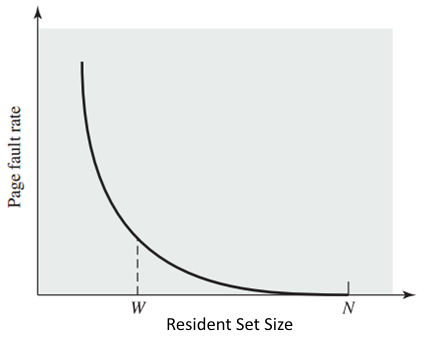 Page fault rate
W
N
Resident Set Size